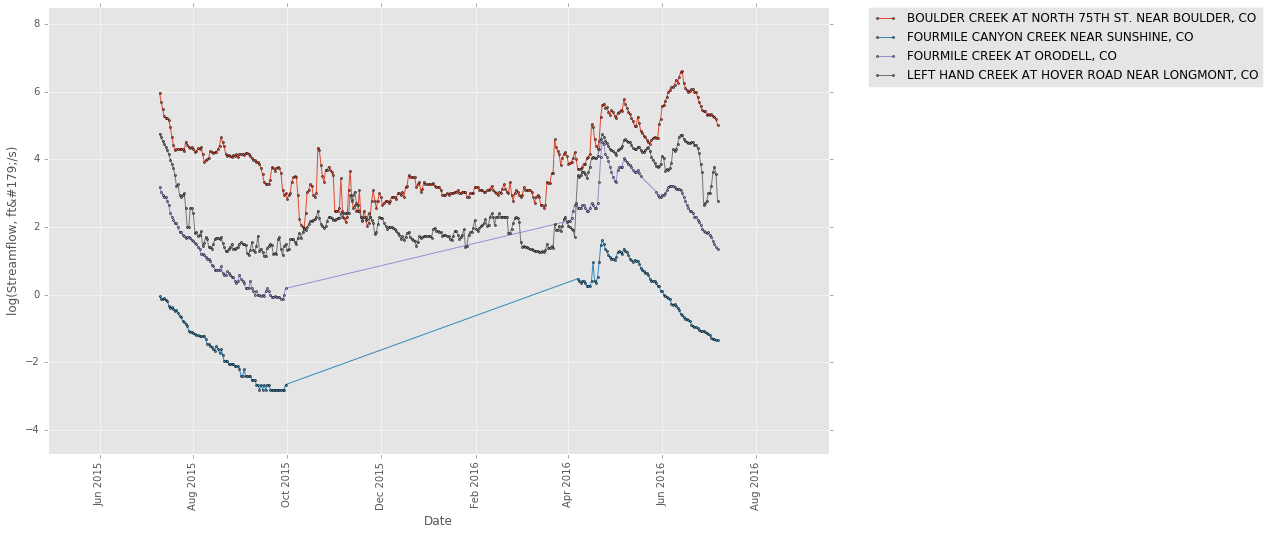 BOULDER CREEK AT NORTH 75TH ST. NEAR BOULDER, CO
FOURMILE CANYON CREEK NEAR SUNSHINE, CO
FOURMILE CREEK AT ORODELL, CO
LEFT HAND CREEK AT HOVER ROAD NEAR LONGMONT, CO
log(Streamflow, ft&#179;/s)
8
6
4
2
0
−2
−4
Jun 2015
Aug 2015
Oct 2015
Dec 2015
Feb 2016
Apr 2016
Jun 2016
Aug 2016
Date